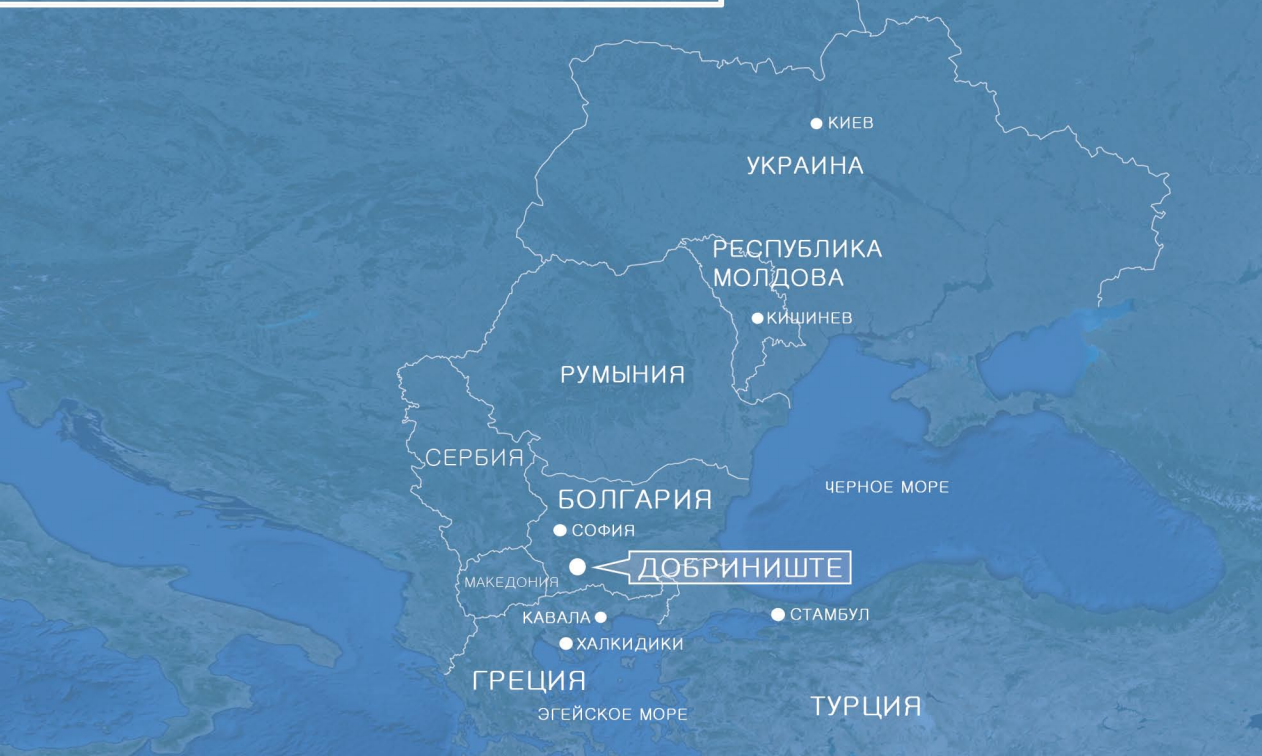 КИЕВ
УКРАИНА
РЕСПУБЛИКА
МОЛДОВА
КИШИНЕВ
РУМЫНИЯ
СЕРБИЯ
ЧЕРНОЕ МОРЕ
БОЛГАРИЯ
СОФИЯ
ДОБРИНИШТЕ
МАКЕДОНИЯ
КАВАЛА
СТАМБУЛ
ХАЛКИДИКИ
ГРЕЦИЯ
ТУРЦИЯ
ЭГЕЙСКОЕ МОРЕ